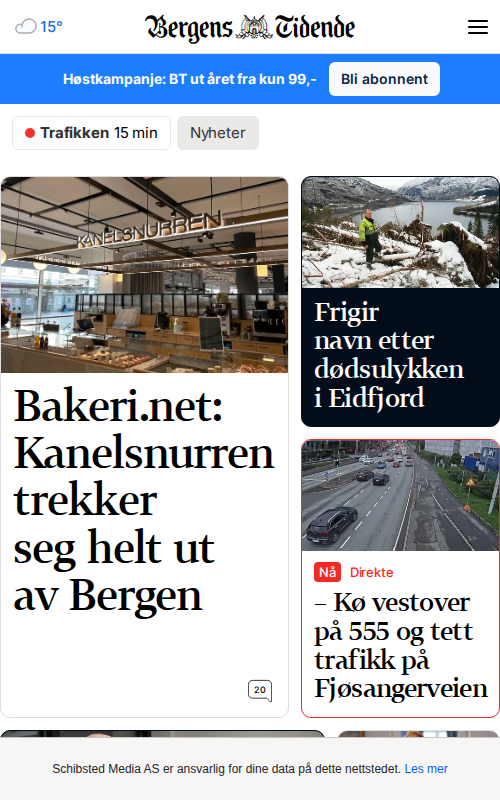 15°
Bergens Tidende
Høstkampanje: BT ut året fra kun 99,-
Bli abonnent
Trafikken 15 min
Nyheter
KANELSNURREN
Bakeri.net:
Kanelsnurren
trekker
seg helt ut
av Bergen
20
Frigir
navn etter
dødsulykken
i Eidfjord
Nå Direkte
– Kø vestover
på 555 og tett
trafikk på
Fjøsangerveien
Schibsted Media AS er ansvarlig for dine data på dette nettstedet. Les mer